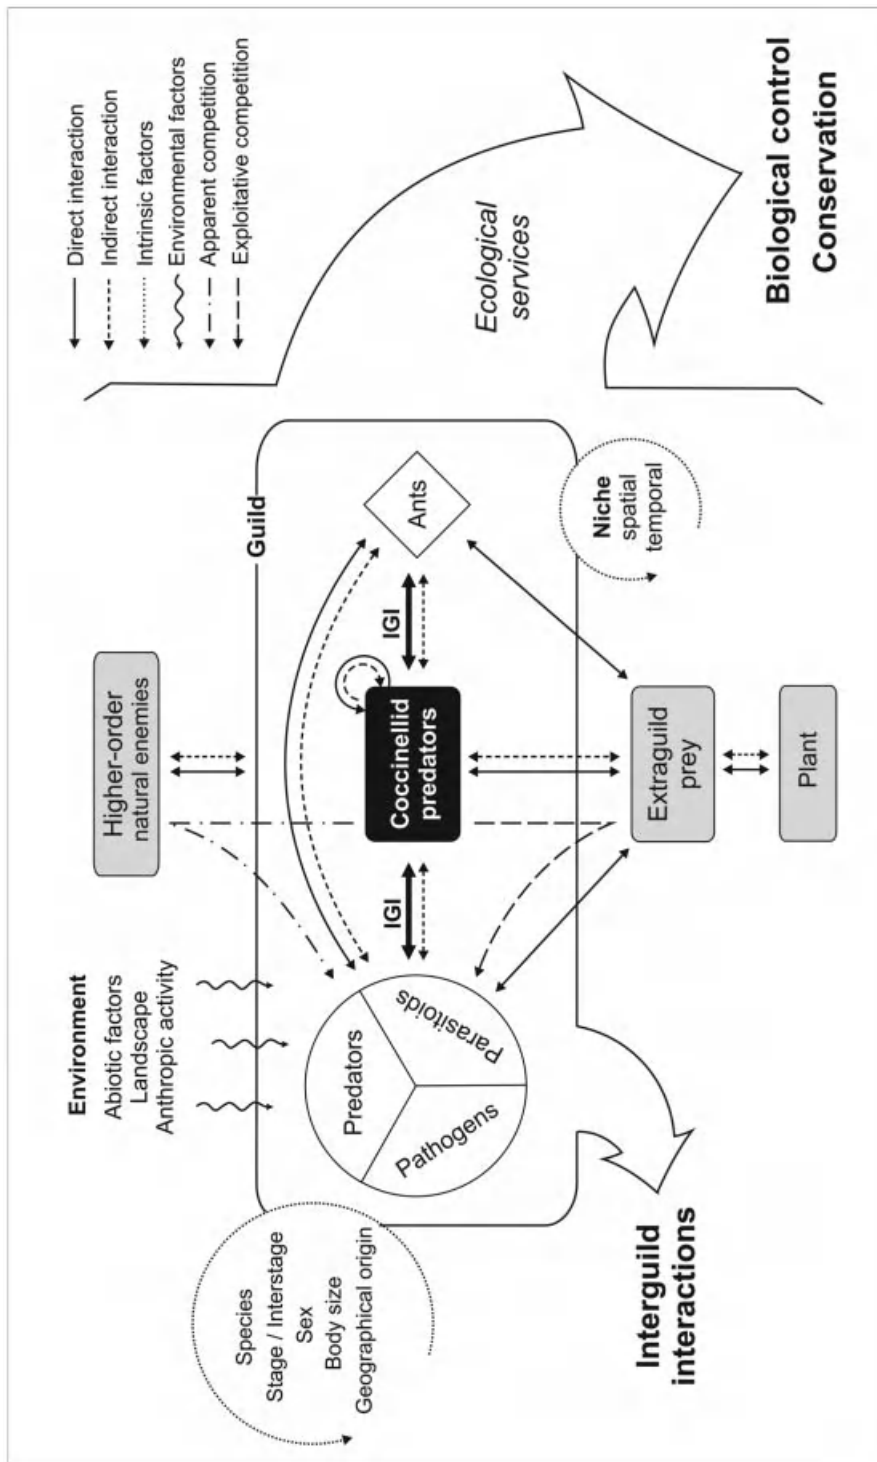 Environment
Abiotic factors
Landscape
Anthropic activity
Higher-order
natural enemies
Direct interaction
Indirect interaction
Intrinsic factors
Environmental factors
Apparent competition
Exploitative competition
Guild
Species
Stage / Interstage
Sex
Body size
Geographical origin
Predators
Pathogens
Parasitoids
IGI
Coccinellid
predators
IGI
Ants
Ecological
services
Niche
spatial
temporal
Extraguild
prey
Plant
Interguild
interactions
Biological control
Conservation